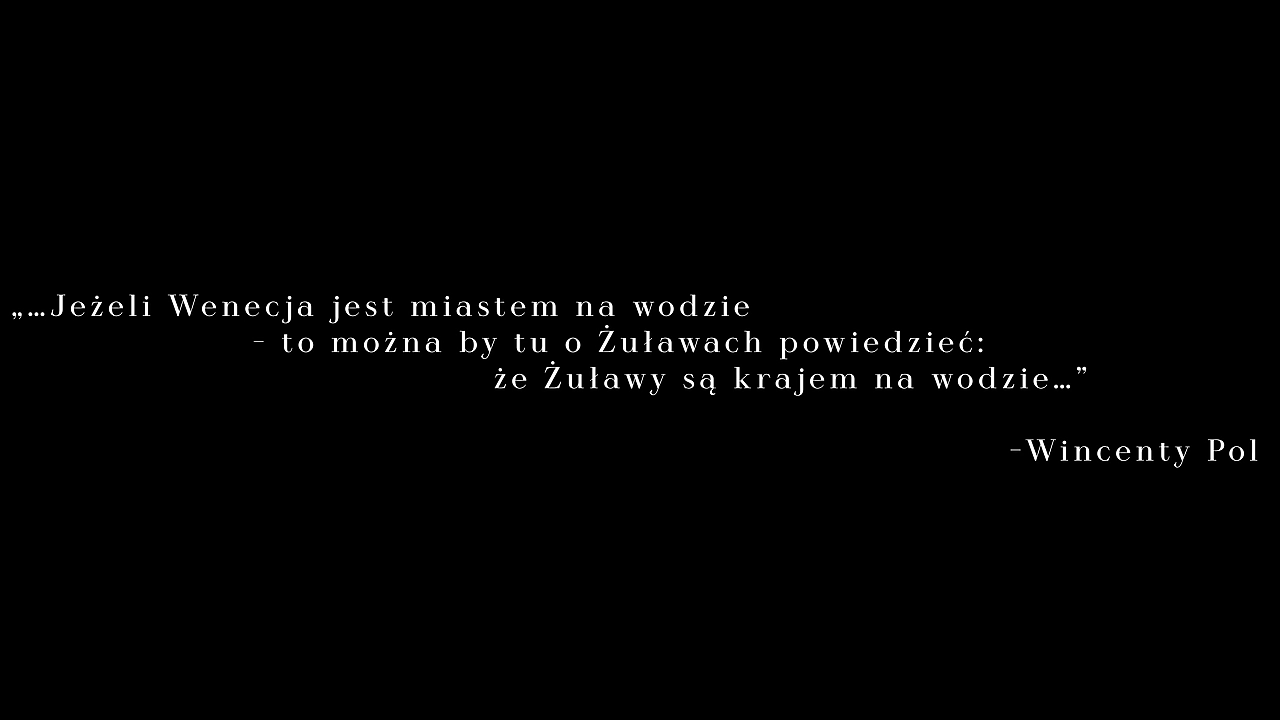 „...Jeżeli Wenecja jest miastem na wodzie
- to można by tu o Żuławach powiedzieć:
że Żuławy są krajem na wodzie...”
-Wincenty Pol